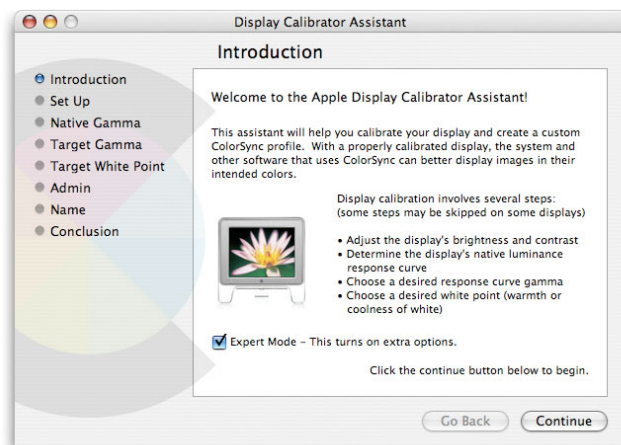 Display Calibrator Assistant
Introduction
Introduction
Set Up
Native Gamma
Target Gamma
Target White Point
Admin
Name
Conclusion
Welcome to the Apple Display Calibrator Assistant!
This assistant will help you calibrate your display and create a custom
ColorSync profile. With a properly calibrated display, the system and
other software that uses ColorSync can better display images in their
intended colors.
Display calibration involves several steps:
(some steps may be skipped on some displays)
• Adjust the display's brightness and contrast
• Determine the display's native luminance
response curve
• Choose a desired response curve gamma
• Choose a desired white point (warmth or
coolness of white)
Expert Mode – This turns on extra options.
Click the continue button below to begin.
Go Back
Continue